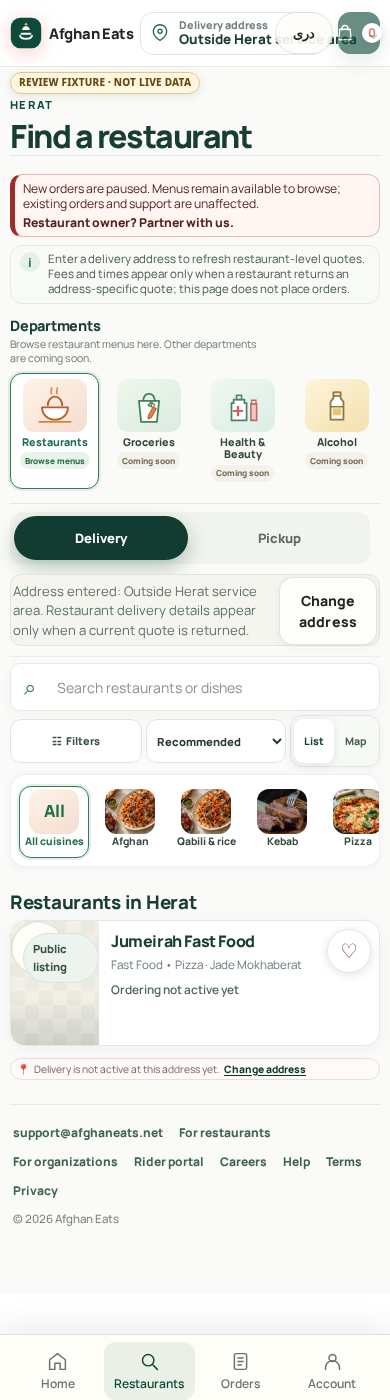 Afghan Eats
Delivery address
Outside Herat service area
دری
0
REVIEW FIXTURE · NOT LIVE DATA
HERAT
Find a restaurant
New orders are paused. Menus remain available to browse;
existing orders and support are unaffected.
Restaurant owner? Partner with us.
i
Enter a delivery address to refresh restaurant-level quotes.
Fees and times appear only when a restaurant returns an
address-specific quote; this page does not place orders.
Departments
Browse restaurant menus here. Other departments
are coming soon.
Restaurants
Browse menus
Groceries
Coming soon
Health &
Beauty
Coming soon
Alcohol
Coming soon
Delivery
Pickup
Address entered: Outside Herat service
area. Restaurant delivery details appear
only when a current quote is returned.
Change
address
Search restaurants or dishes
Filters
Recommended
List
Map
All
All cuisines
Afghan
Qabili & rice
Kebab
Pizza
Restaurants in Herat
Public
listing
Jumeirah Fast Food
Fast Food • Pizza · Jade Mokhaberat
Ordering not active yet
Delivery is not active at this address yet. Change address
support@afghaneats.net For restaurants
For organizations Rider portal Careers Help Terms
Privacy
© 2026 Afghan Eats
Home
Restaurants
Orders
Account